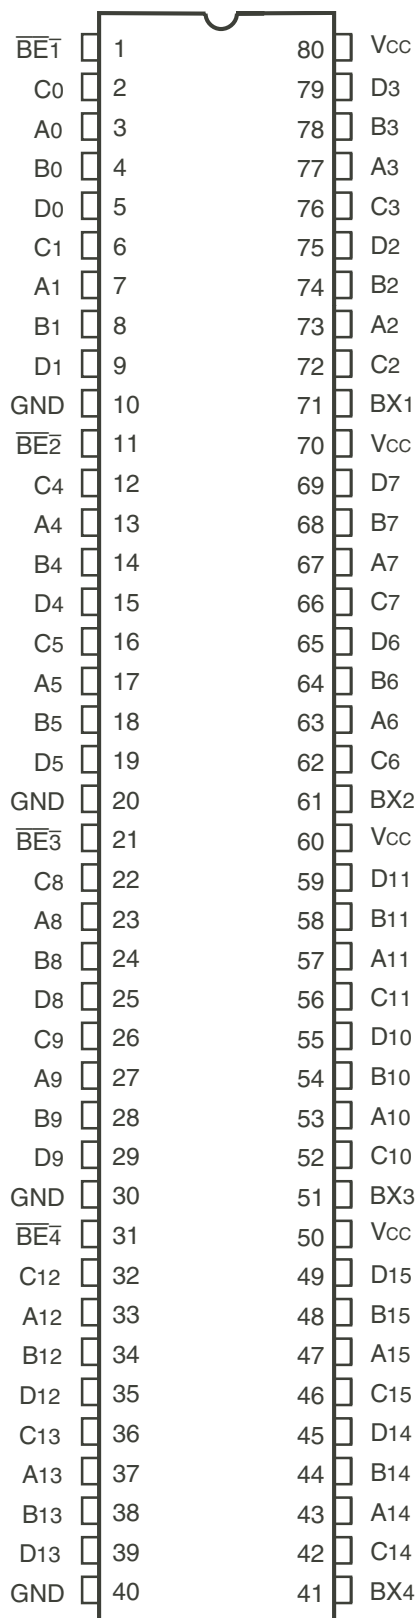 BE1 1 80 VCC
C0 2 79 D3
A0 3 78 B3
B0 4 77 A3
D0 5 76 C3
C1 6 75 D2
A1 7 74 B2
B1 8 73 A2
D1 9 72 C2
GND 10 71 BX1
BE2 11 70 VCC
C4 12 69 D7
A4 13 68 B7
B4 14 67 A7
D4 15 66 C7
C5 16 65 D6
A5 17 64 B6
B5 18 63 A6
D5 19 62 C6
GND 20 61 BX2
BE3 21 60 VCC
C8 22 59 D11
A8 23 58 B11
B8 24 57 A11
D8 25 56 C11
C9 26 55 D10
A9 27 54 B10
B9 28 53 A10
D9 29 52 C10
GND 30 51 BX3
BE4 31 50 VCC
C12 32 49 D15
A12 33 48 B15
B12 34 47 A15
D12 35 46 C15
C13 36 45 D14
A13 37 44 B14
B13 38 43 A14
D13 39 42 C14
GND 40 41 BX4